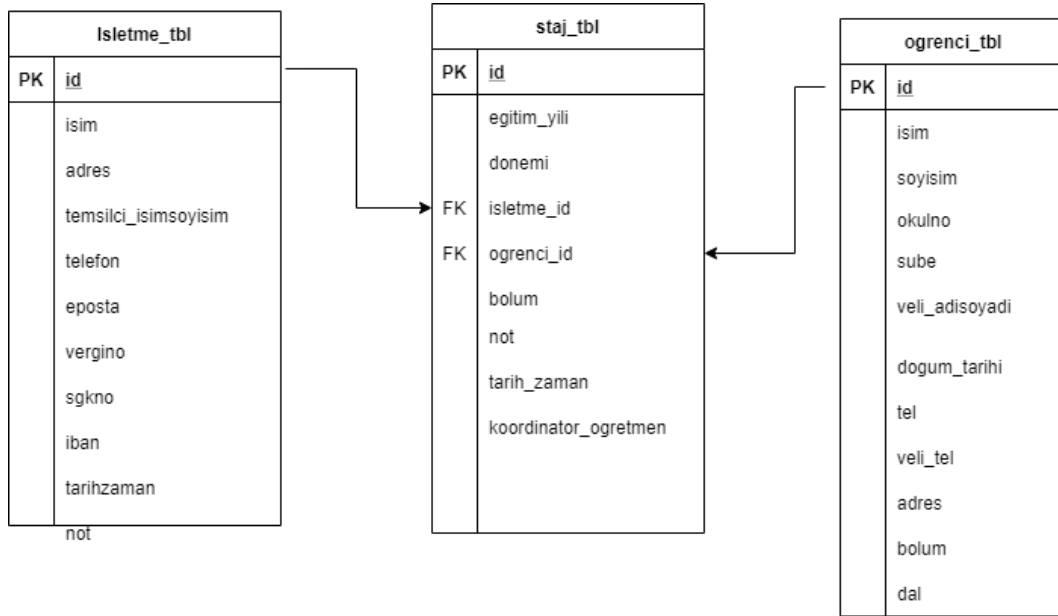 Isletme_tbl
PK id
isim
adres
temsilci_isimsoyisim
telefon
eposta
vergino
sgkno
iban
tarihzaman
not
staj_tbl
PK id
egitim_yili
donemi
FK isletme_id
FK ogrenci_id
bolum
not
tarih_zaman
koordinator_ogretmen
ogrenci_tbl
PK id
isim
soyisim
okulno
sube
veli_adisoyadi
dogum_tarihi
tel
veli_tel
adres
bolum
dal